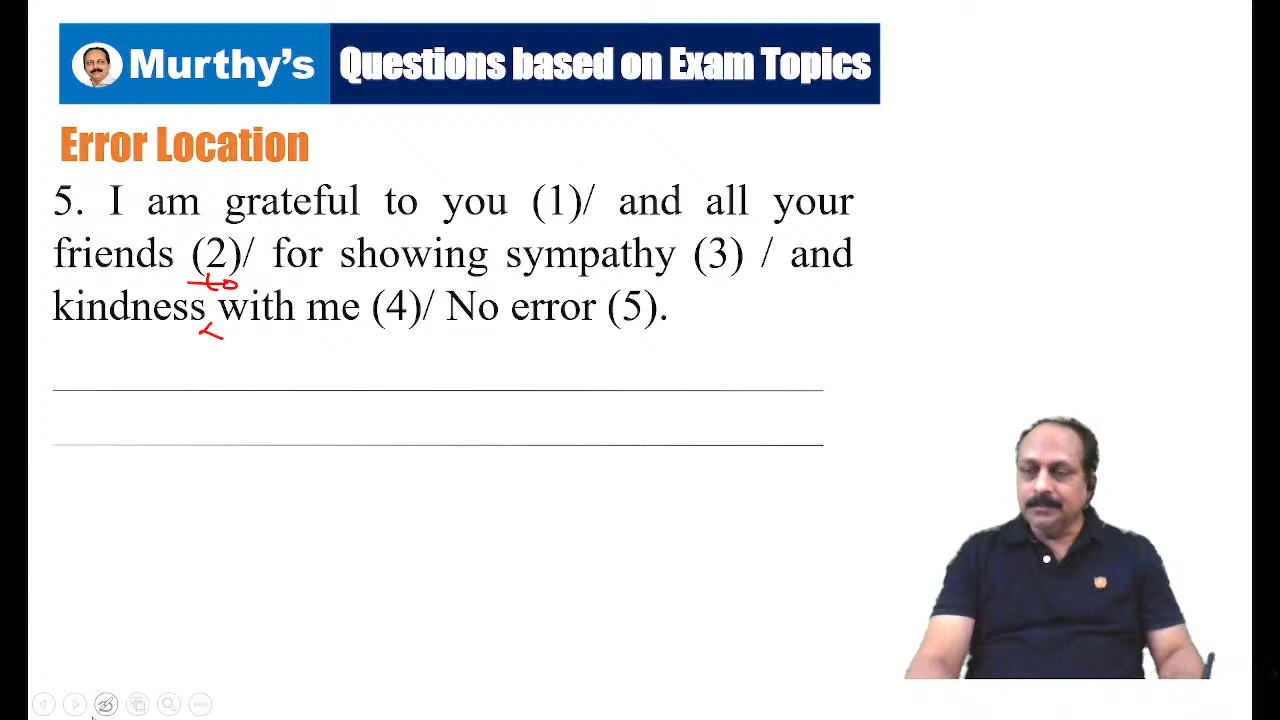 Murthy's Questions based on Exam Topics
Error Location
5. I am grateful to you (1)/ and all your
friends (2)/ for showing sympathy (3) / and
to
kindness with me (4)/ No error (5).